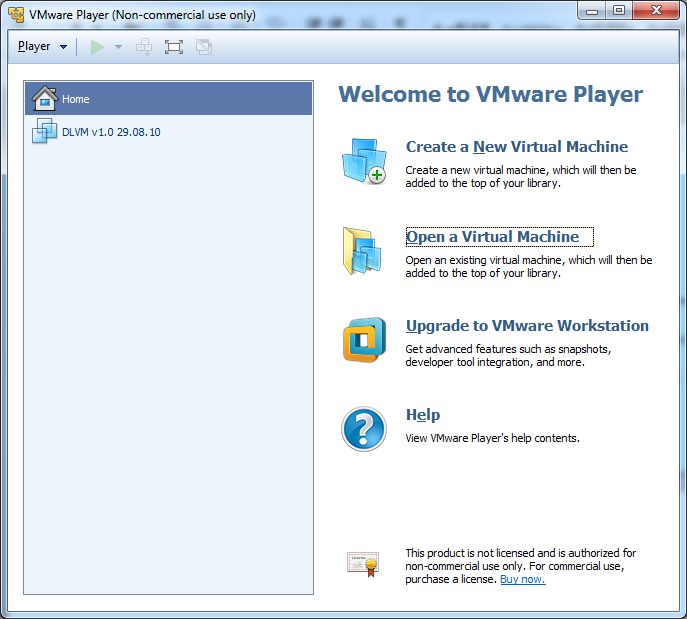 VMware Player (Non-commercial use only)
Player
Home
DLVM v1.0 29.08.10
Welcome to VMware Player
Create a New Virtual Machine
Create a new virtual machine, which will then be
added to the top of your library.
Open a Virtual Machine
Open an existing virtual machine, which will then be
added to the top of your library.
Upgrade to VMware Workstation
Get advanced features such as snapshots,
developer tool integration, and more.
Help
View VMware Player's help contents.
This product is not licensed and is authorized for
non-commercial use only. For commercial use,
purchase a license. Buy now.